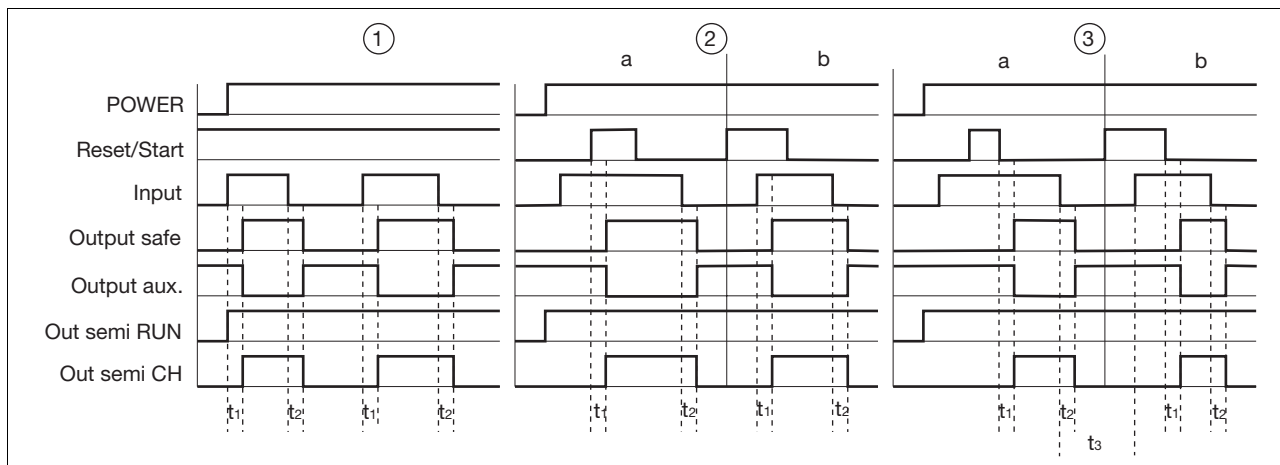 ① ② ③
a b a b
POWER
Reset/Start
Input
Output safe
Output aux.
Out semi RUN
Out semi CH
t1 t2 t1 t2 t1 t2 t1 t2 t1 t2 t1 t2
t3